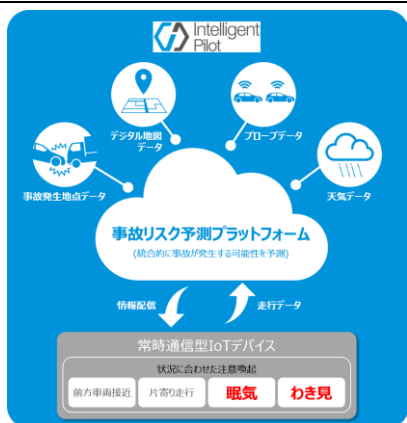 Intelligent
Pilot
デジタル地図
データ
プローブデータ
事故発生地点データ
天気データ
事故リスク予測プラットフォーム
(統合的に事故が発生する可能性を予測)
情報配信
走行データ
常時通信型IoTデバイス
状況に合わせた注意喚起
前方車両接近
片寄り走行
眠気
わき見